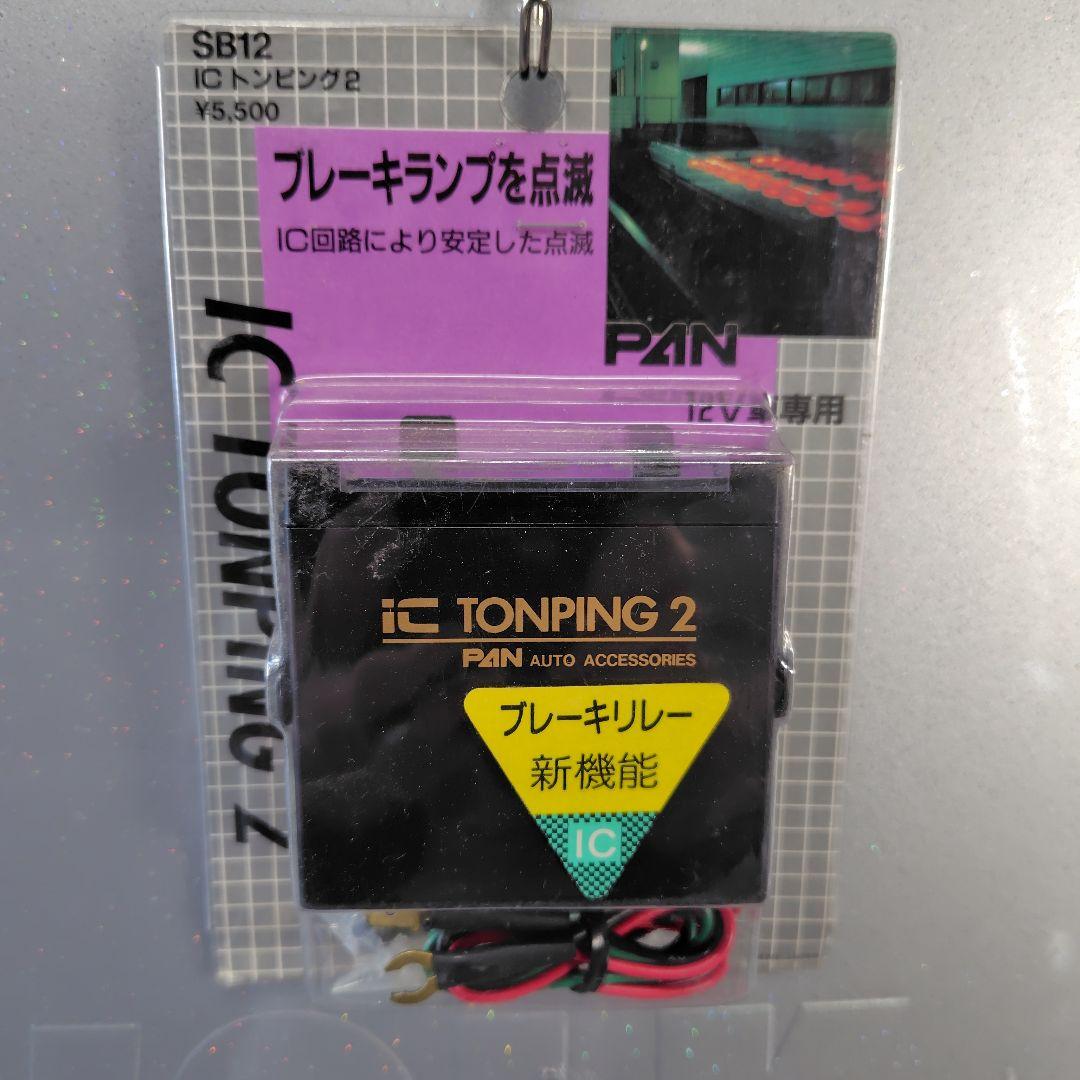 SB12
IC トンピング2
¥5,500
ブレーキランプを点滅
IC回路により安定した点滅
PAN
12V車専用
IC TONPING 2
iC TONPING 2
PAN AUTO ACCESSORIES
ブレーキリレー
新機能
IC